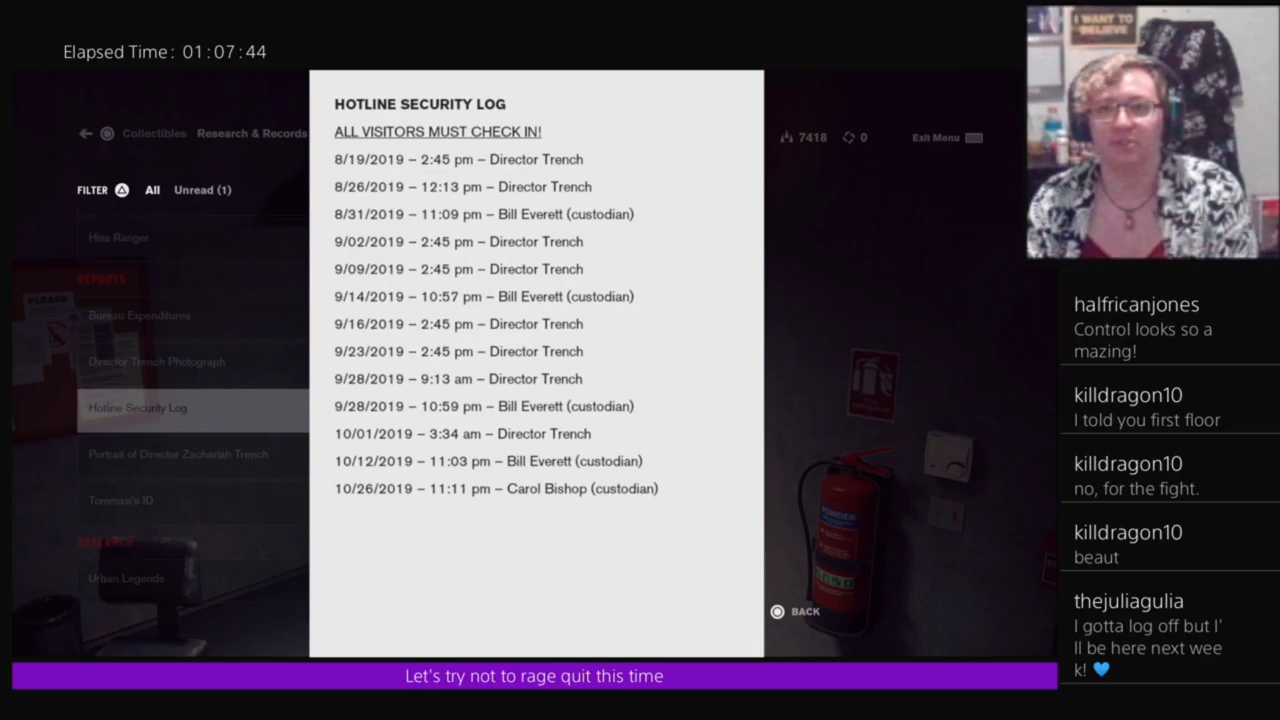 I WANT TO
BELIEVE
Elapsed Time: 01:07:44
Collectibles Research & Records
7418 0 Exit Menu
FILTER All Unread (1)
Hiss Ranger
REPORTS
Bureau Expenditures
Director Trench Photograph
Hotline Security Log
Portrait of Director Zachariah Trench
Tommasi's ID
RESEARCH
Urban Legends
PLEASE
HOTLINE SECURITY LOG
ALL VISITORS MUST CHECK IN!
8/19/2019 – 2:45 pm – Director Trench
8/26/2019 – 12:13 pm – Director Trench
8/31/2019 – 11:09 pm – Bill Everett (custodian)
9/02/2019 – 2:45 pm – Director Trench
9/09/2019 – 2:45 pm – Director Trench
9/14/2019 – 10:57 pm – Bill Everett (custodian)
9/16/2019 – 2:45 pm – Director Trench
9/23/2019 – 2:45 pm – Director Trench
9/28/2019 – 9:13 am – Director Trench
9/28/2019 – 10:59 pm – Bill Everett (custodian)
10/01/2019 – 3:34 am – Director Trench
10/12/2019 – 11:03 pm – Bill Everett (custodian)
10/26/2019 – 11:11 pm – Carol Bishop (custodian)
POWDER
BACK
halfricanjones
Control looks so a
mazing!
killdragon10
I told you first floor
killdragon10
no, for the fight.
killdragon10
beaut
thejuliagulia
I gotta log off but I'
ll be here next wee
k! 💙
Let's try not to rage quit this time